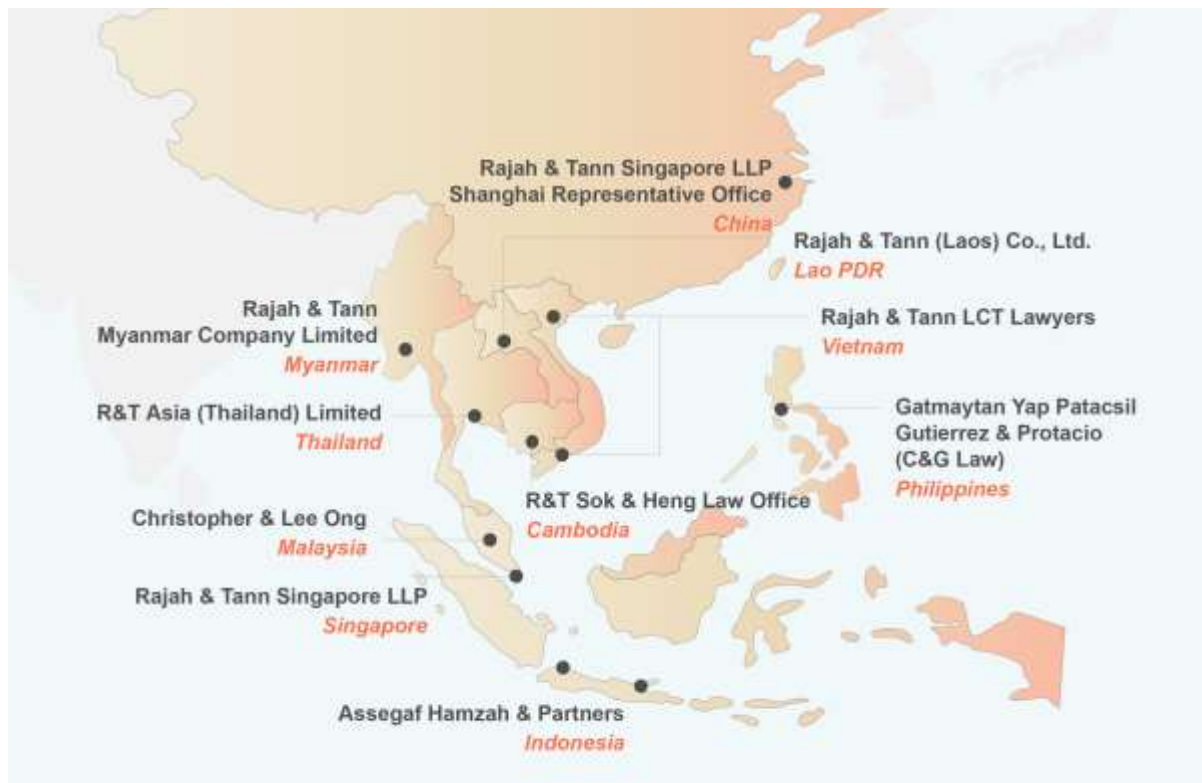 Rajah & Tann Singapore LLP
Shanghai Representative Office
China
Rajah & Tann (Laos) Co., Ltd.
Lao PDR
Rajah & Tann
Myanmar Company Limited
Myanmar
Rajah & Tann LCT Lawyers
Vietnam
R&T Asia (Thailand) Limited
Thailand
Gatmaytan Yap Patacsil
Gutierrez & Protacio
(C&G Law)
Philippines
R&T Sok & Heng Law Office
Cambodia
Christopher & Lee Ong
Malaysia
Rajah & Tann Singapore LLP
Singapore
Assegaf Hamzah & Partners
Indonesia